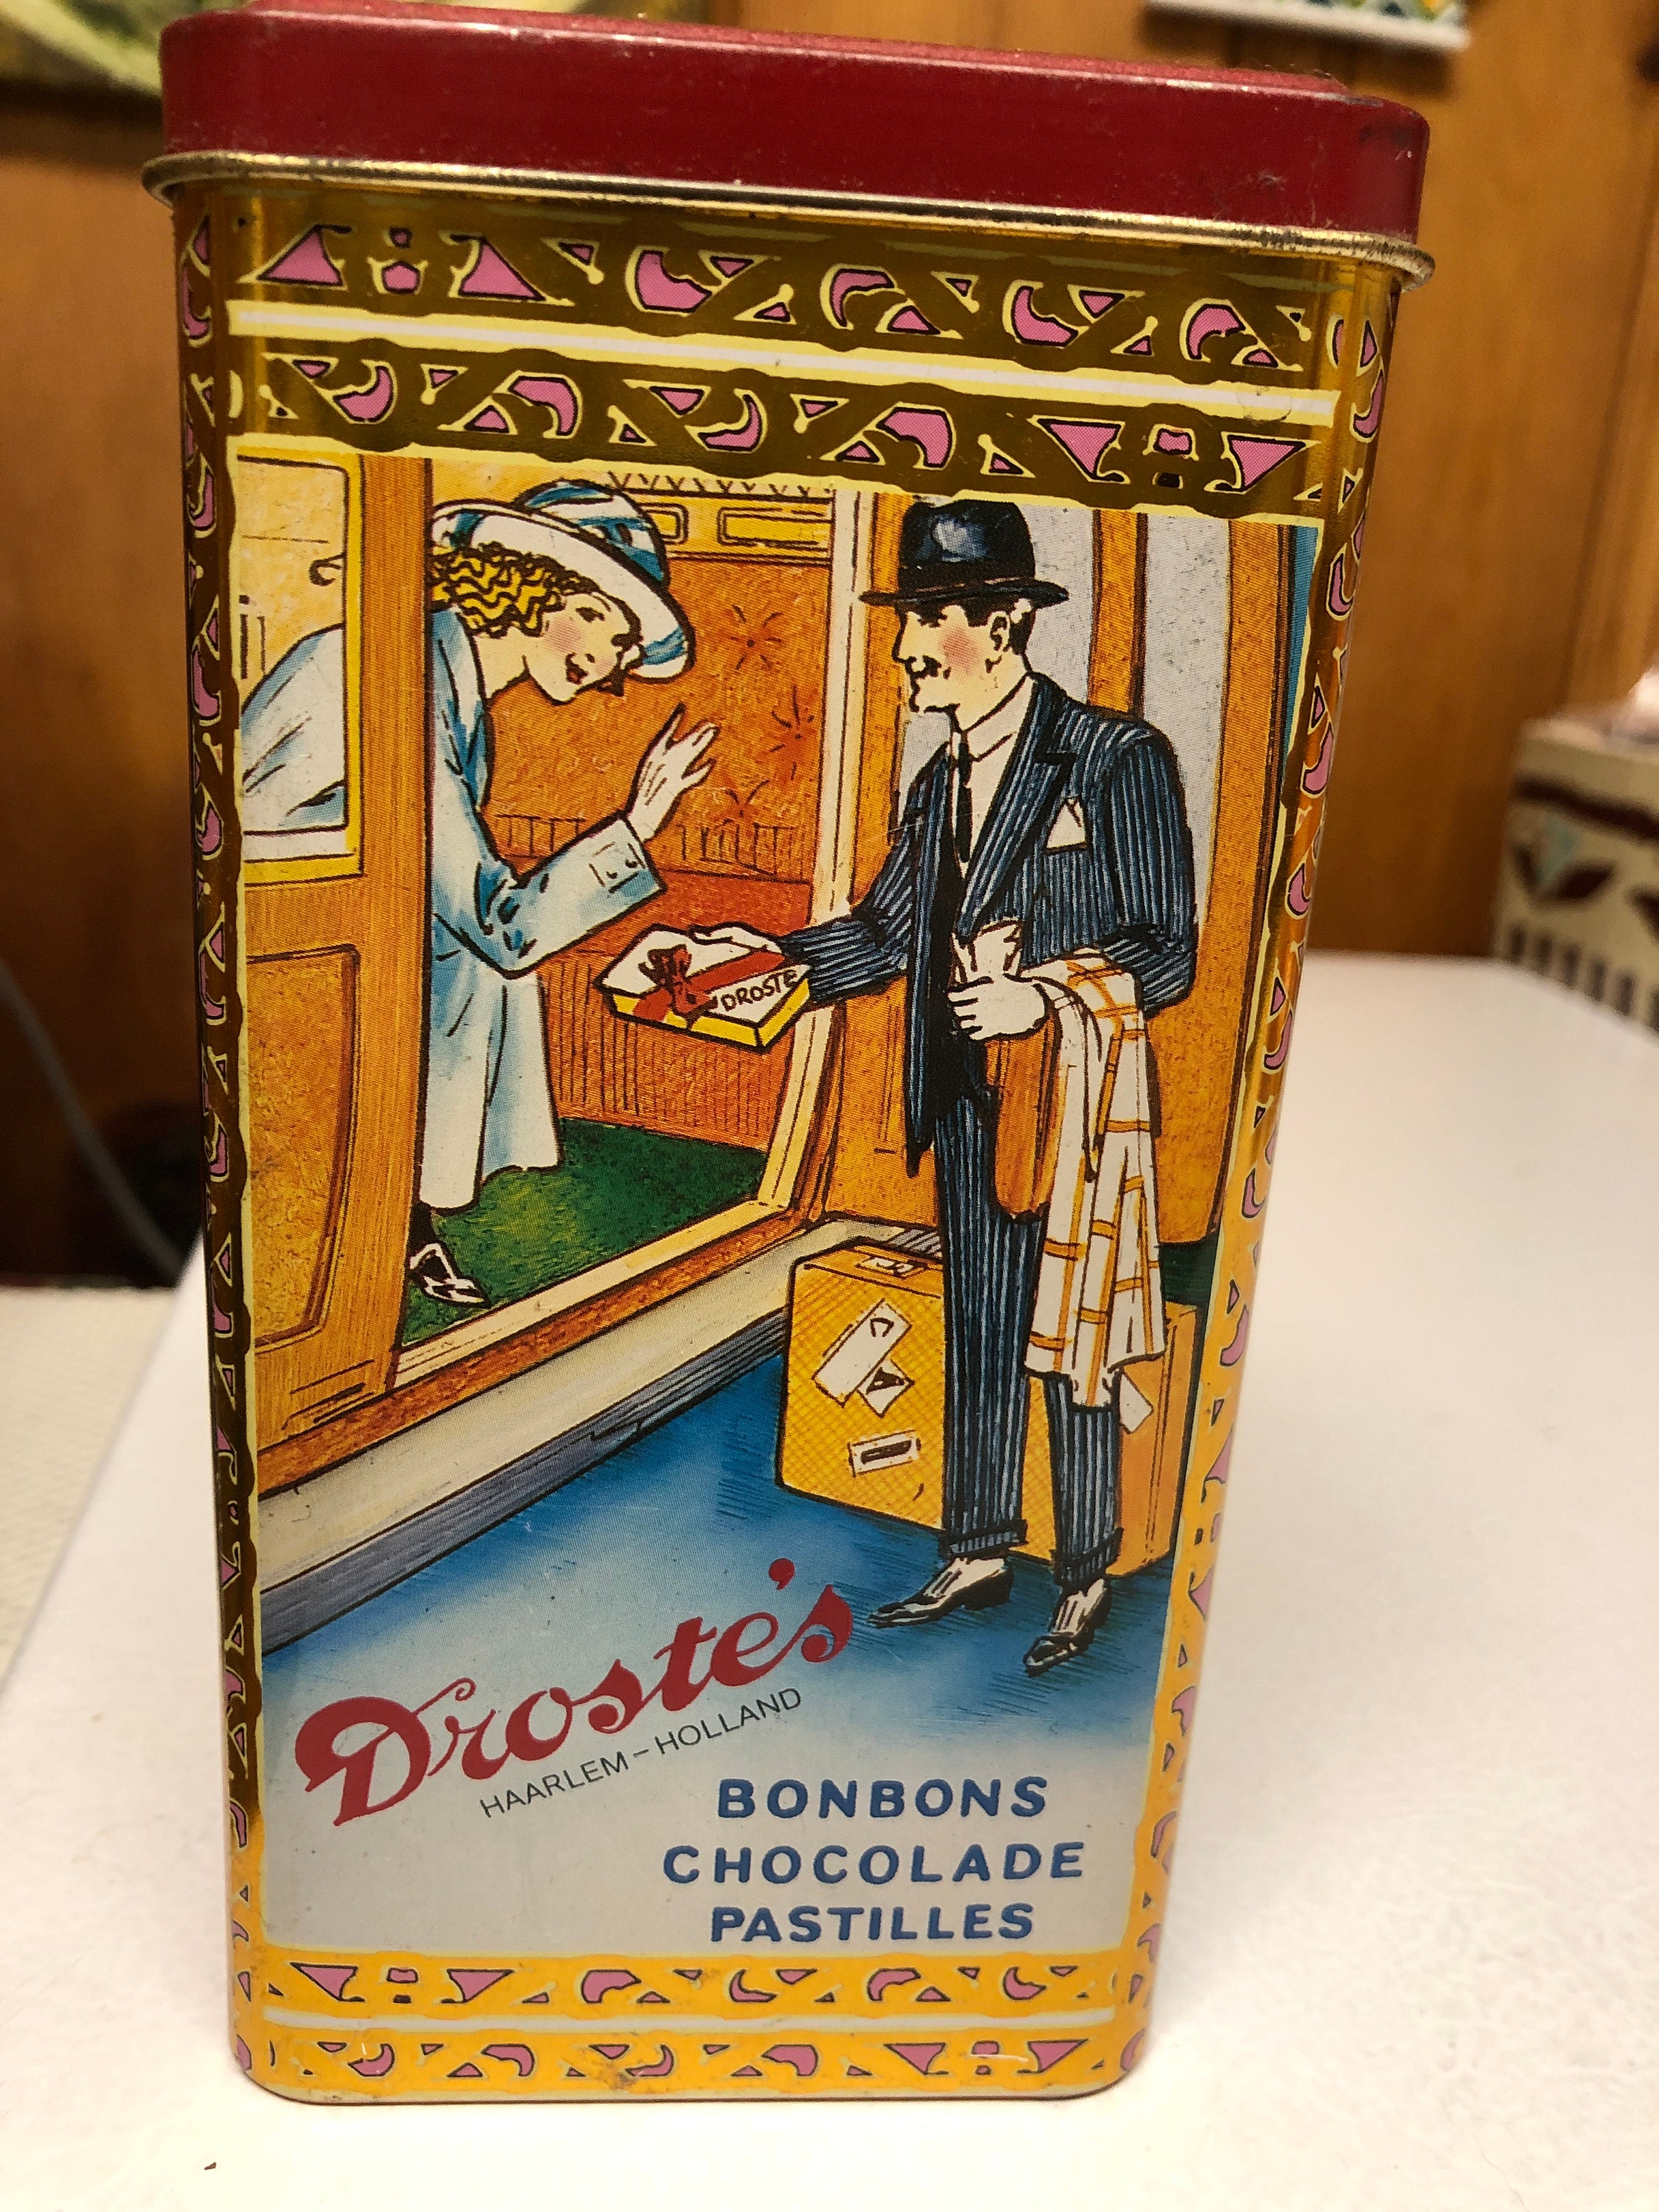 DROSTE
Droste's
HAARLEM – HOLLAND
BONBONS
CHOCOLADE
PASTILLES